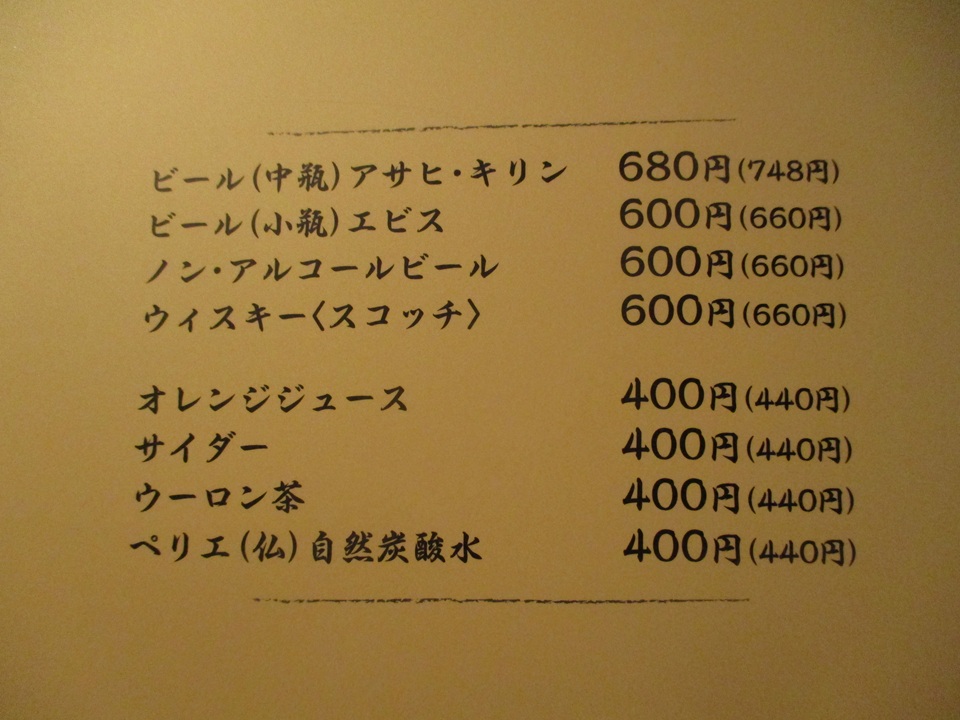 ビール(中瓶)アサヒ・キリン 680円(748円)
ビール(小瓶)エビス 600円(660円)
ノン・アルコールビール 600円(660円)
ウィスキー〈スコッチ〉 600円(660円)
オレンジジュース 400円(440円)
サイダー 400円(440円)
ウーロン茶 400円(440円)
ペリエ(仏)自然炭酸水 400円(440円)